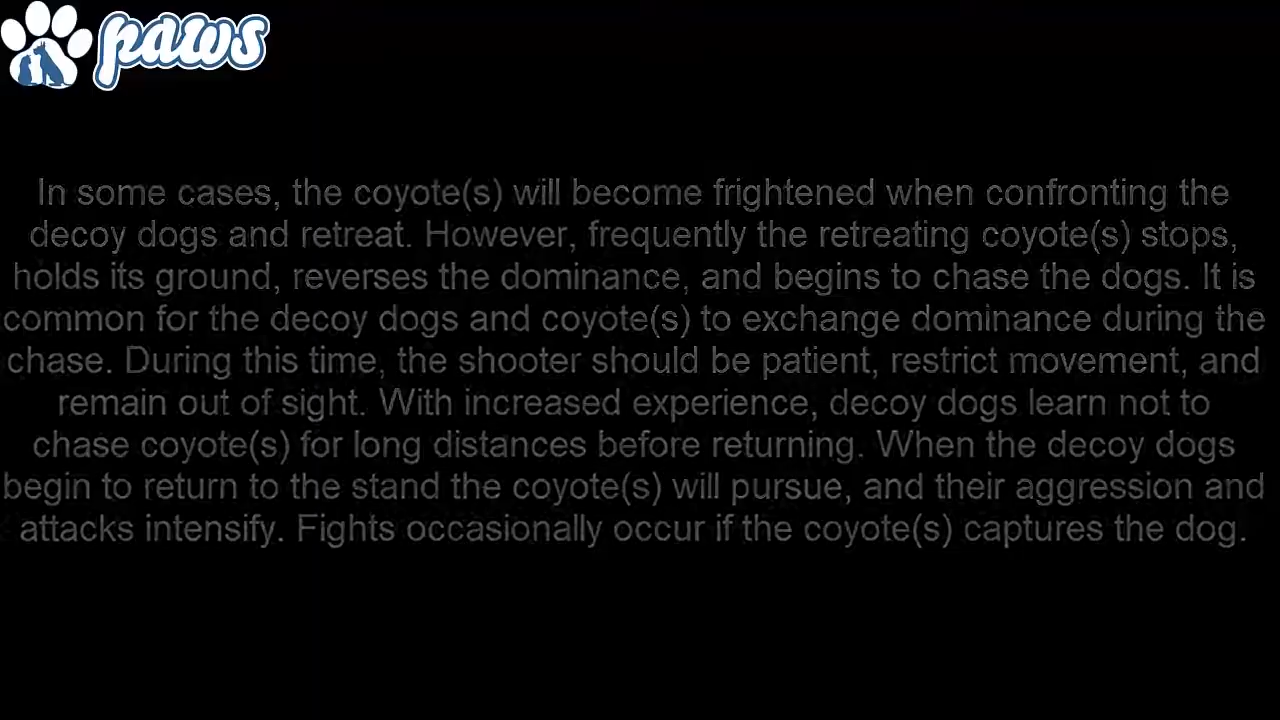 paws
In some cases, the coyote(s) will become frightened when confronting the
decoy dogs and retreat. However, frequently the retreating coyote(s) stops,
holds its ground, reverses the dominance, and begins to chase the dogs. It is
common for the decoy dogs and coyote(s) to exchange dominance during the
chase. During this time, the shooter should be patient, restrict movement, and
remain out of sight. With increased experience, decoy dogs learn not to
chase coyote(s) for long distances before returning. When the decoy dogs
begin to return to the stand the coyote(s) will pursue, and their aggression and
attacks intensify. Fights occasionally occur if the coyote(s) captures the dog.